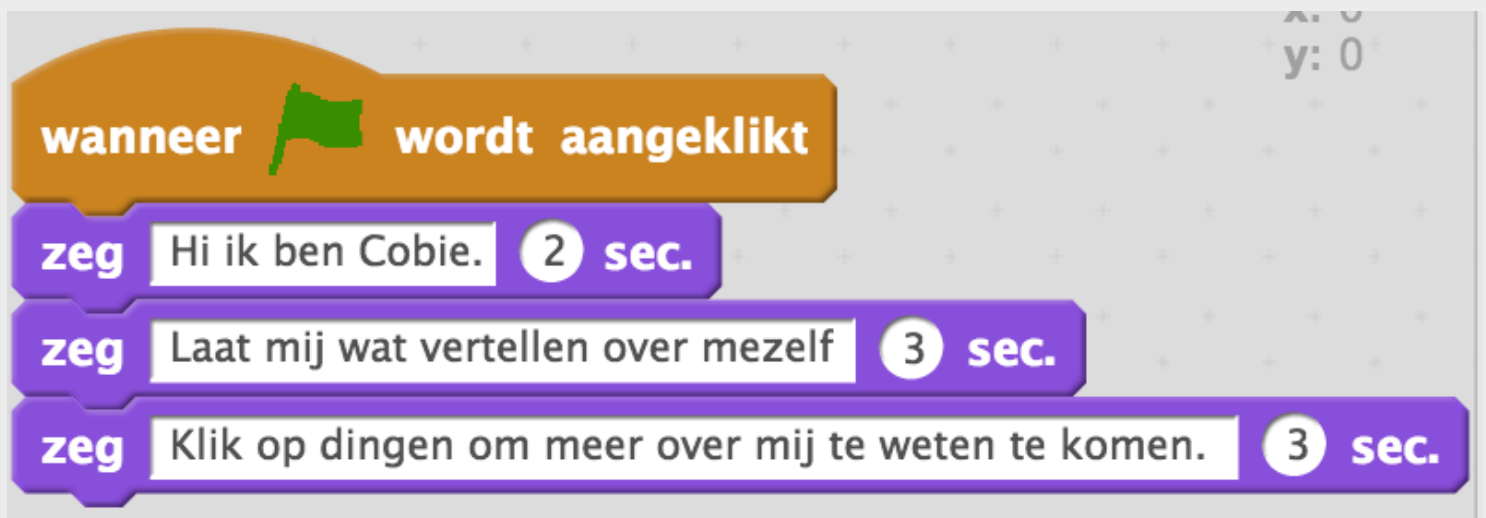 x: 0
y: 0
wanneer wordt aangeklikt
zeg Hi ik ben Cobie. 2 sec.
zeg Laat mij wat vertellen over mezelf 3 sec.
zeg Klik op dingen om meer over mij te weten te komen. 3 sec.